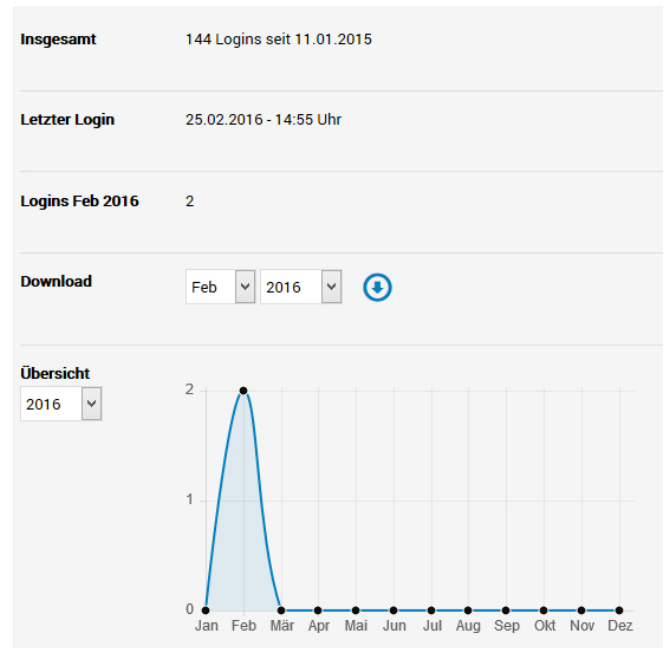 Insgesamt 144 Logins seit 11.01.2015
Letzter Login 25.02.2016 - 14:55 Uhr
Logins Feb 2016 2
Download Feb 2016
Übersicht
2016
2
1
0
Jan Feb Mär Apr Mai Jun Jul Aug Sep Okt Nov Dez